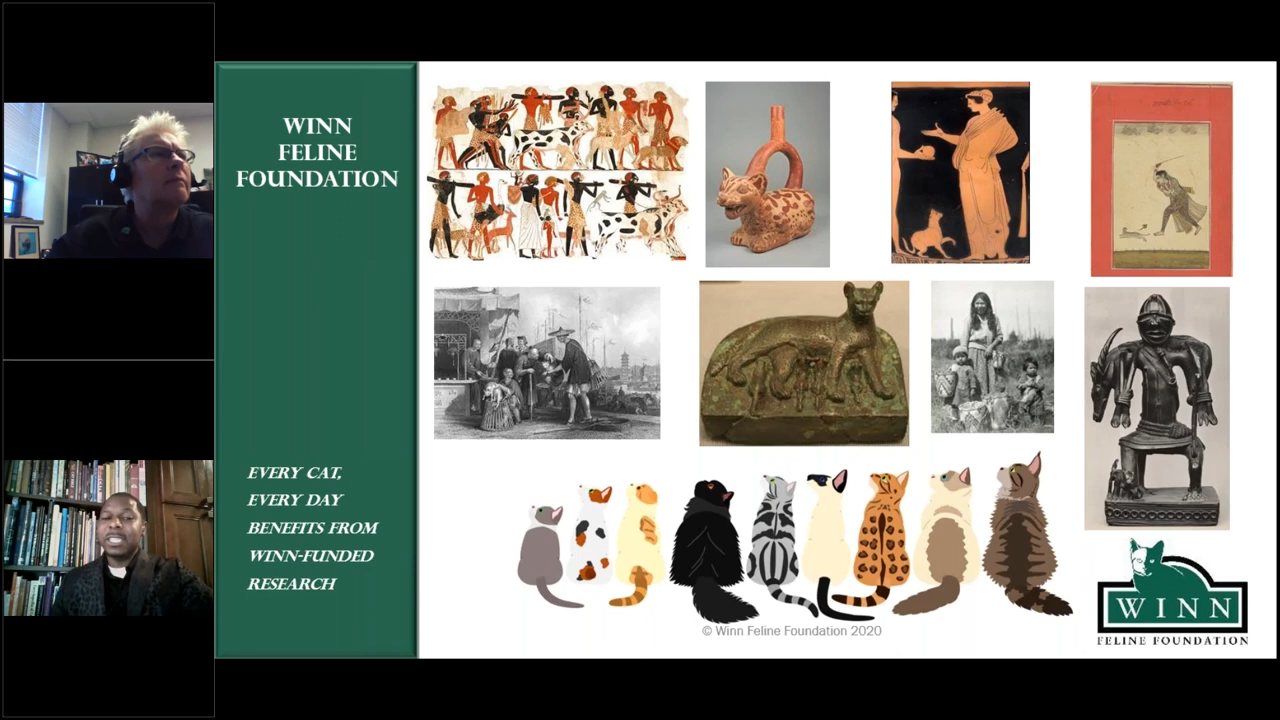 WINN
FELINE
FOUNDATION
EVERY CAT,
EVERY DAY
BENEFITS FROM
WINN-FUNDED
RESEARCH
© Winn Feline Foundation 2020
WINN
FELINE FOUNDATION